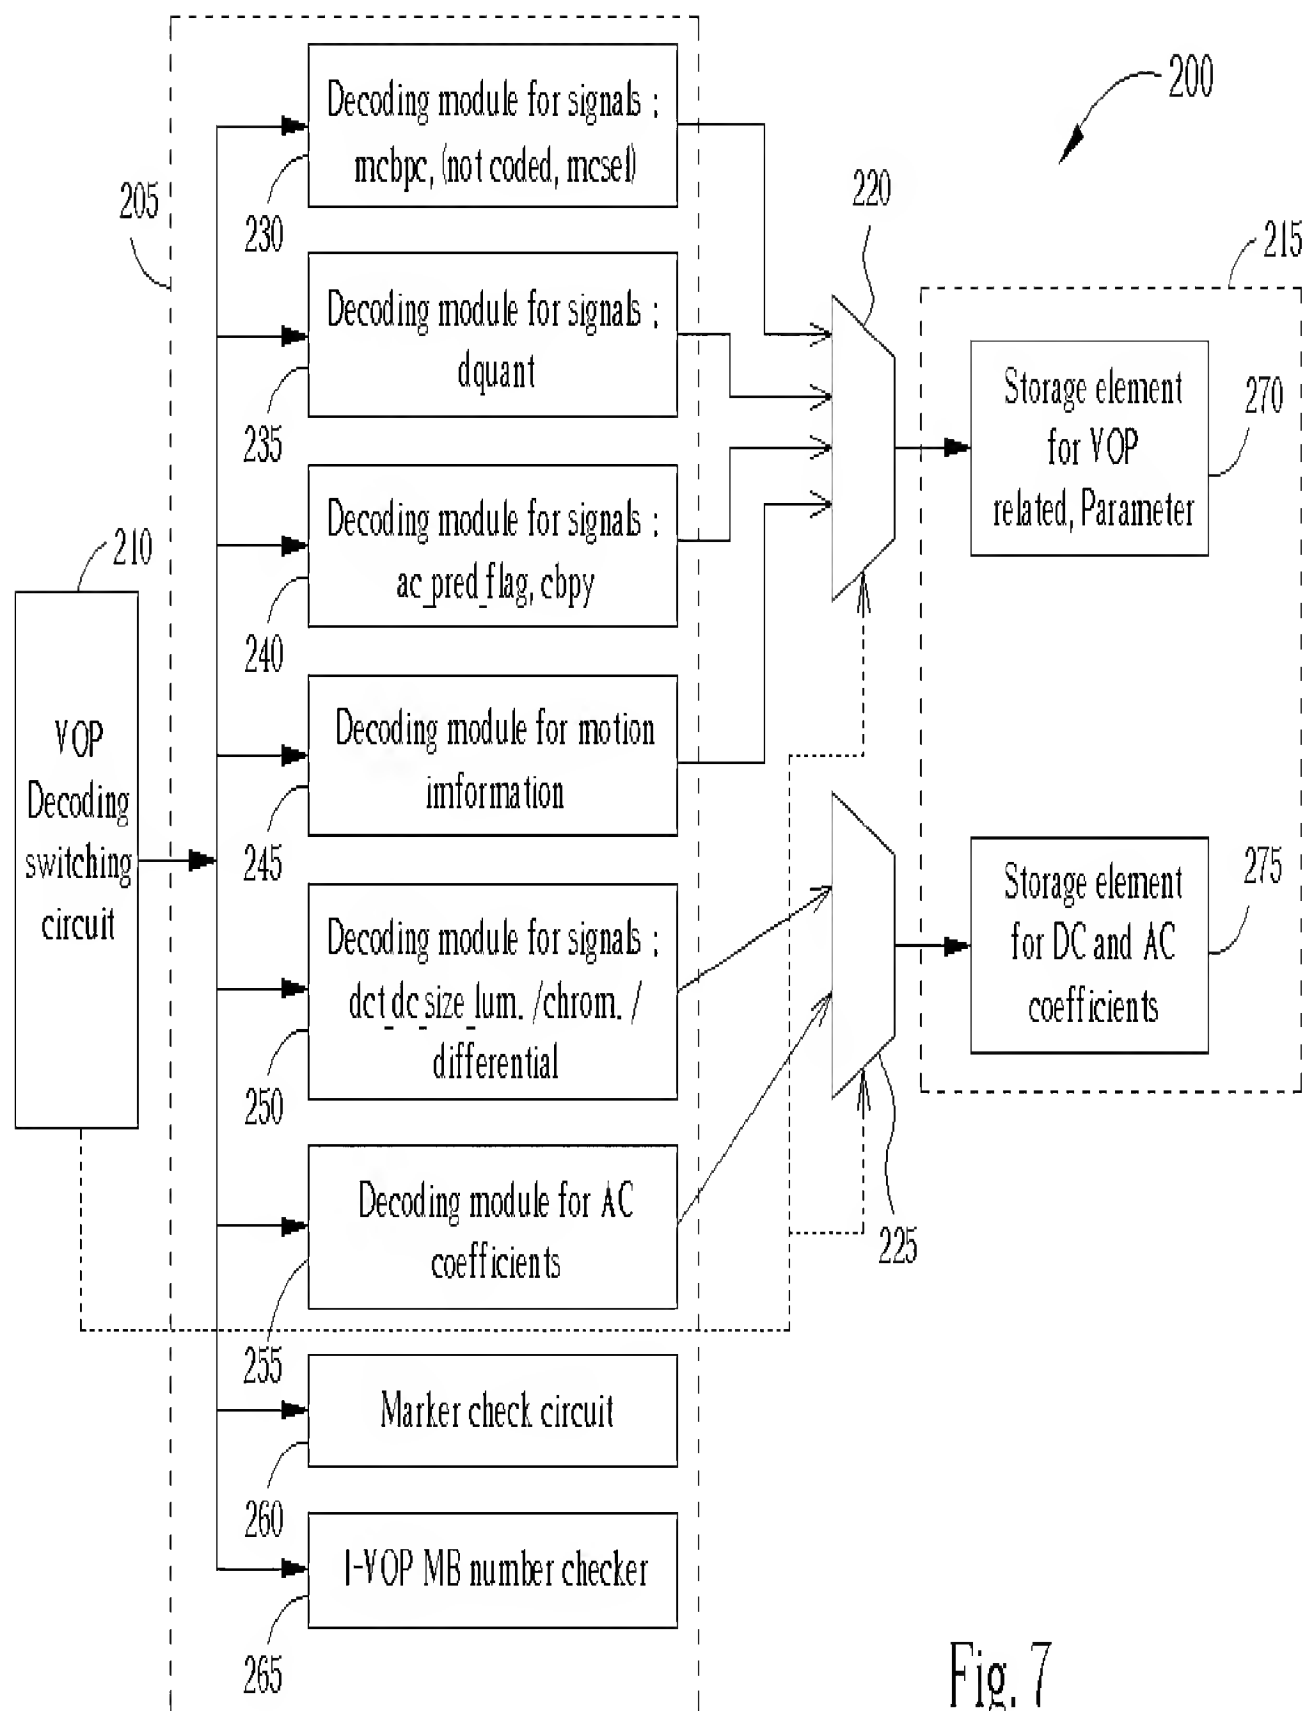 200
205
Decoding module for signals :
mcbpc, (not coded, mcsel)
230
220
215
Decoding module for signals :
dquant
235
Storage element
for VOP
related, Parameter
270
Decoding module for signals :
ac_pred_flag, cbpy
240
210
VOP
Decoding
switching
circuit
Decoding module for motion
imformation
245
Storage element
for DC and AC
coefficients
275
Decoding module for signals :
dct_dc_size_lum. /chrom. /
differential
250
225
Decoding module for AC
coefficients
255
Marker check circuit
260
I-VOP MB number checker
265
Fig. 7